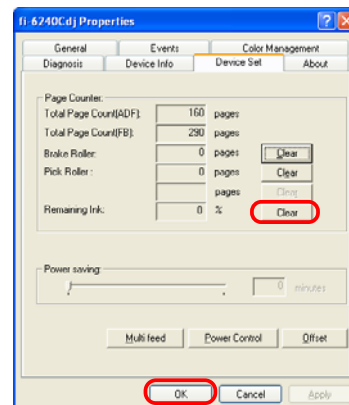 fi-6240Cdj Properties
General Events Color Management
Diagnosis Device Info Device Set About
Page Counter:
Total Page Count(ADF): 160 pages
Total Page Count(FB): 290 pages
Brake Roller: 0 pages Clear
Pick Roller : 0 pages Clear
pages Clear
Remaining Ink: 0 % Clear
Power saving:
0 minutes
Multi feed Power Control Offset
OK Cancel Apply